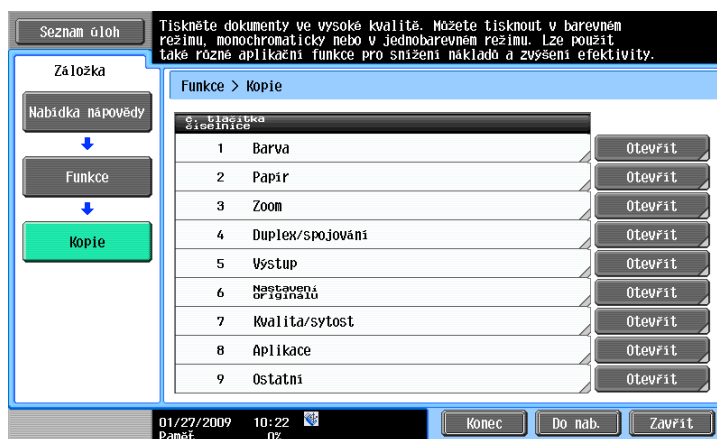 Seznam úloh
Tiskněte dokumenty ve vysoké kvalitě. Můžete tisknout v barevném
režimu, monochromaticky nebo v jednobarevném režimu. Lze použít
také různé aplikační funkce pro snížení nákladů a zvýšení efektivity.
Záložka
Funkce > Kopie
Nabídka nápovědy
Funkce
Kopie
č. tlačítka
číselnice
1 Barva Otevřít
2 Papír Otevřít
3 Zoom Otevřít
4 Duplex/spojování Otevřít
5 Výstup Otevřít
6 Nastavení originálu Otevřít
7 Kvalita/sytost Otevřít
8 Aplikace Otevřít
9 Ostatní Otevřít
01/27/2009 10:22
Paměť 0%
Konec Do nab. Zavřít